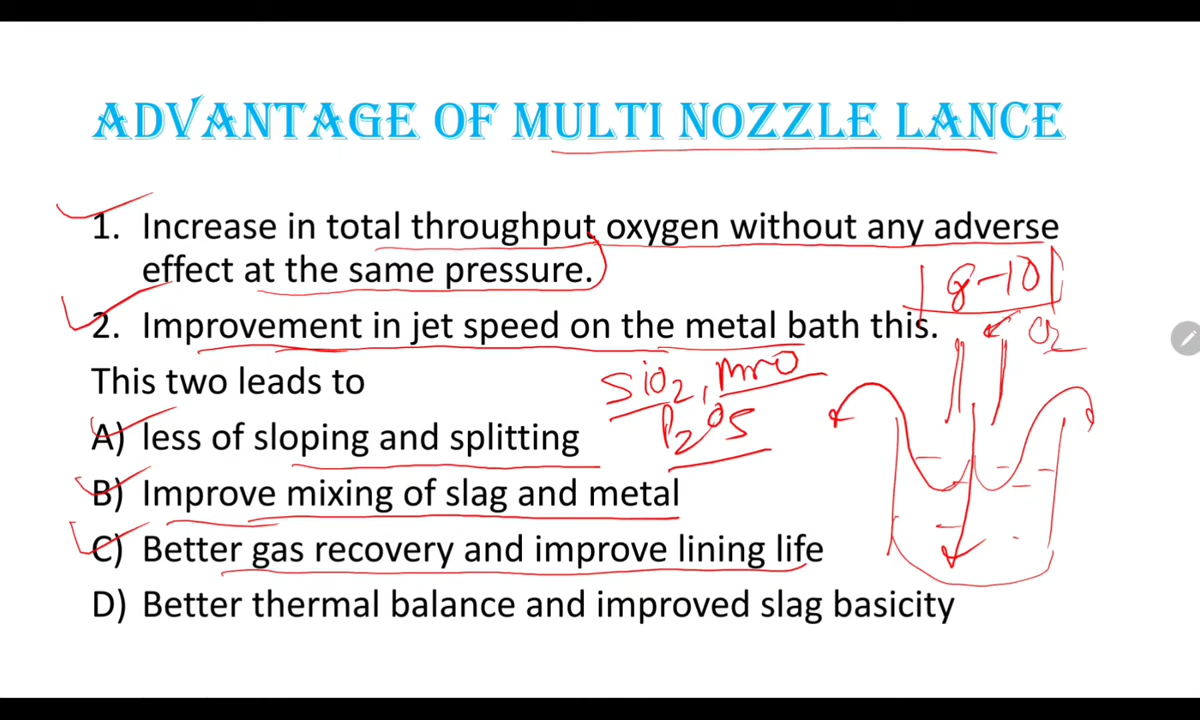 ADVANTAGE OF MULTI NOZZLE LANCE
1. Increase in total throughput oxygen without any adverse
effect at the same pressure.
8-10
2. Improvement in jet speed on the metal bath this.
O2
This two leads to
SiO2, MnO
P2O5
A) less of sloping and splitting
B) Improve mixing of slag and metal
C) Better gas recovery and improve lining life
D) Better thermal balance and improved slag basicity